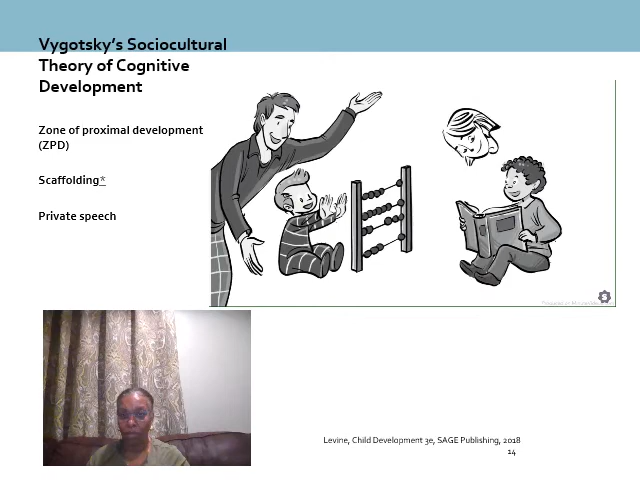 Vygotsky's Sociocultural
Theory of Cognitive
Development
Zone of proximal development
(ZPD)
Scaffolding*
Private speech
Levine, Child Development 3e, SAGE Publishing, 2018
14